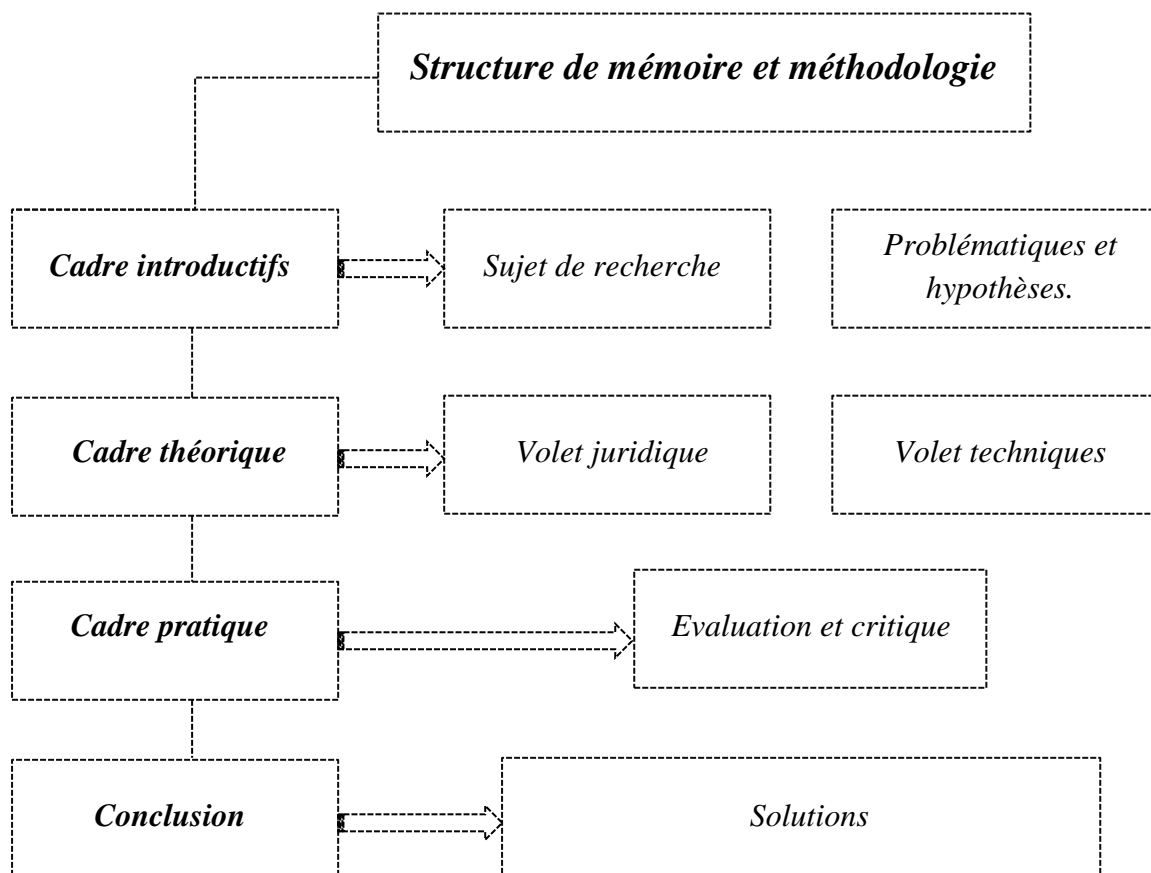 Structure de mémoire et méthodologie
Cadre introductifs
Sujet de recherche
Problématiques et
hypothèses.
Cadre théorique
Volet juridique
Volet techniques
Cadre pratique
Evaluation et critique
Conclusion
Solutions